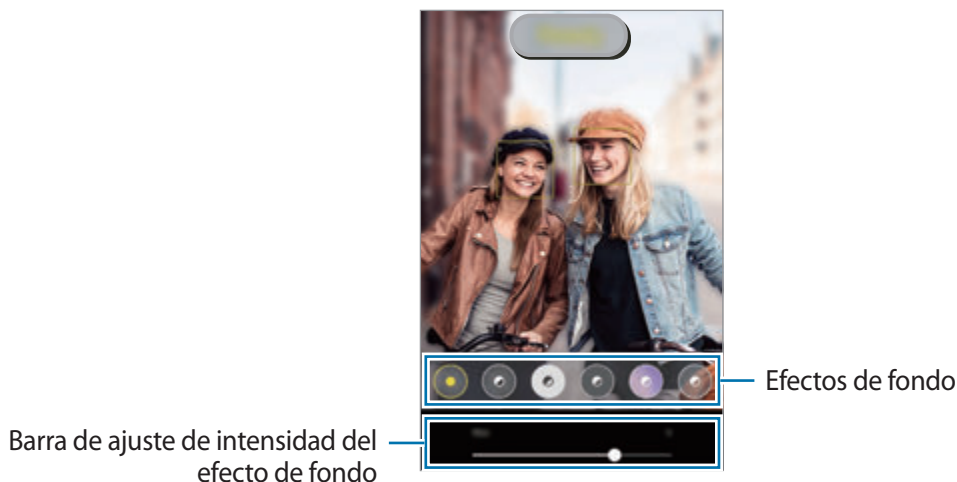 Efectos de fondo
Barra de ajuste de intensidad del
efecto de fondo